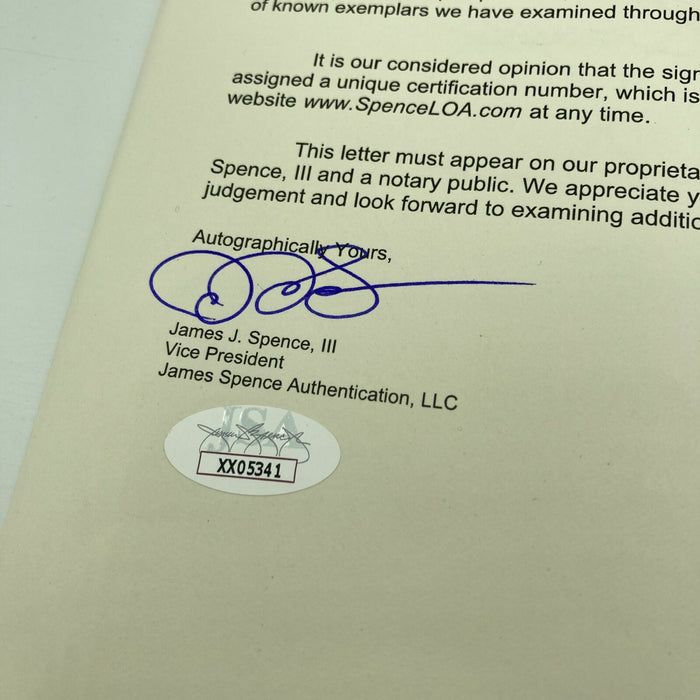 of known exemplars we have examined through
It is our considered opinion that the sign
assigned a unique certification number, which is
website www.SpenceLOA.com at any time.
This letter must appear on our proprieta
Spence, III and a notary public. We appreciate y
judgement and look forward to examining additio
Autographically Yours,
James J. Spence, III
Vice President
James Spence Authentication, LLC
JSA
XX05341